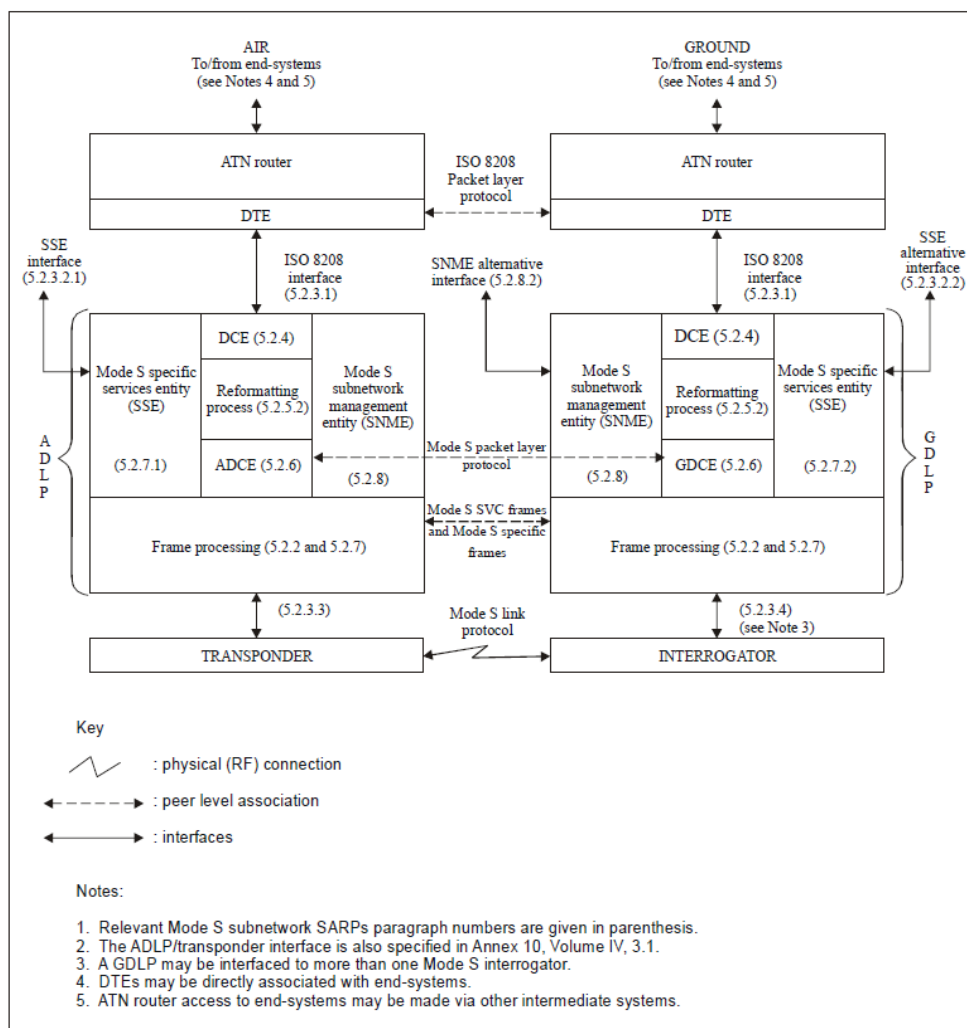 AIR
To/from end-systems
(see Notes 4 and 5)
GROUND
To/from end-systems
(see Notes 4 and 5)
ATN router
DTE
ISO 8208
Packet layer
protocol
ATN router
DTE
SSE
interface
(5.2.3.2.1)
ISO 8208
interface
(5.2.3.1)
SNME alternative
interface (5.2.8.2)
ISO 8208
interface
(5.2.3.1)
SSE
alternative
interface
(5.2.3.2.2)
A
D
L
P
Mode S specific
services entity
(SSE)
(5.2.7.1)
DCE (5.2.4)
Reformatting
process (5.2.5.2)
ADCE (5.2.6)
Mode S
subnetwork
management
entity (SNME)
(5.2.8)
Frame processing (5.2.2 and 5.2.7)
Mode S packet layer
protocol
Mode S SVC frames
and Mode S specific
frames
Mode S
subnetwork
management
entity (SNME)
(5.2.8)
DCE (5.2.4)
Reformatting
process (5.2.5.2)
GDCE (5.2.6)
Mode S specific
services entity
(SSE)
(5.2.7.2)
Frame processing (5.2.2 and 5.2.7)
G
D
L
P
(5.2.3.3)
Mode S link
protocol
(5.2.3.4)
(see Note 3)
TRANSPONDER
INTERROGATOR
Key
: physical (RF) connection
: peer level association
: interfaces
Notes:
1. Relevant Mode S subnetwork SARPs paragraph numbers are given in parenthesis.
2. The ADLP/transponder interface is also specified in Annex 10, Volume IV, 3.1.
3. A GDLP may be interfaced to more than one Mode S interrogator.
4. DTEs may be directly associated with end-systems.
5. ATN router access to end-systems may be made via other intermediate systems.